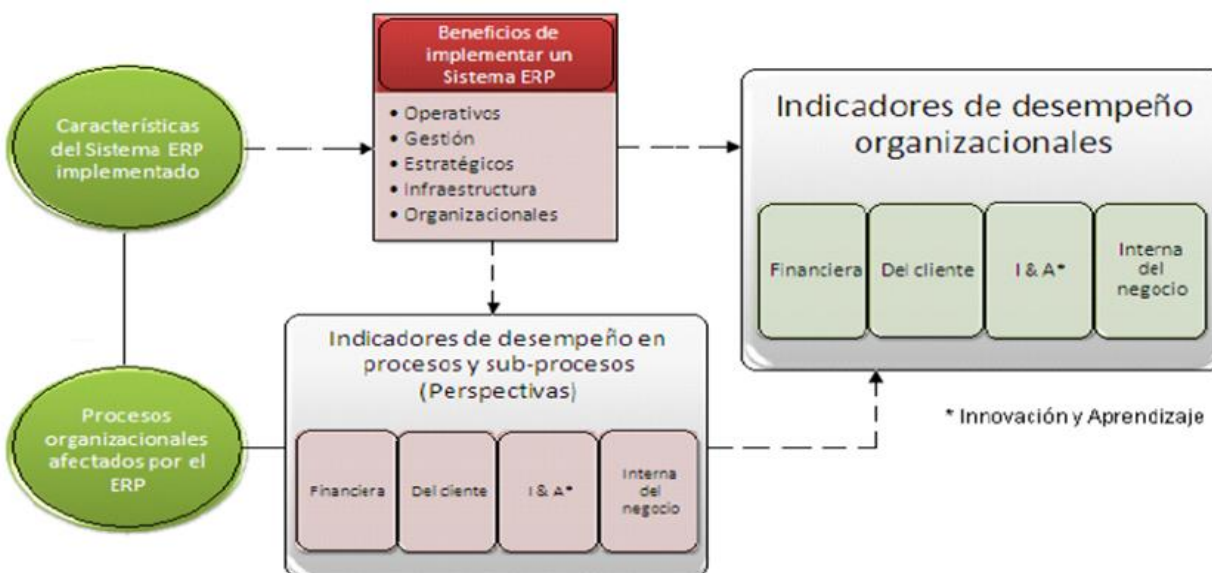 Beneficios de
implementar un
Sistema ERP
• Operativos
• Gestión
• Estratégicos
• Infraestructura
• Organizacionales
Características
del Sistema ERP
implementado
Indicadores de desempeño
organizacionales
Financiera
Del cliente
I & A*
Interna
del
negocio
Indicadores de desempeño en
procesos y sub-procesos
(Perspectivas)
Financiera
Del cliente
I & A*
Interna
del
negocio
Procesos
organizacionales
afectados por el
ERP
* Innovación y Aprendizaje